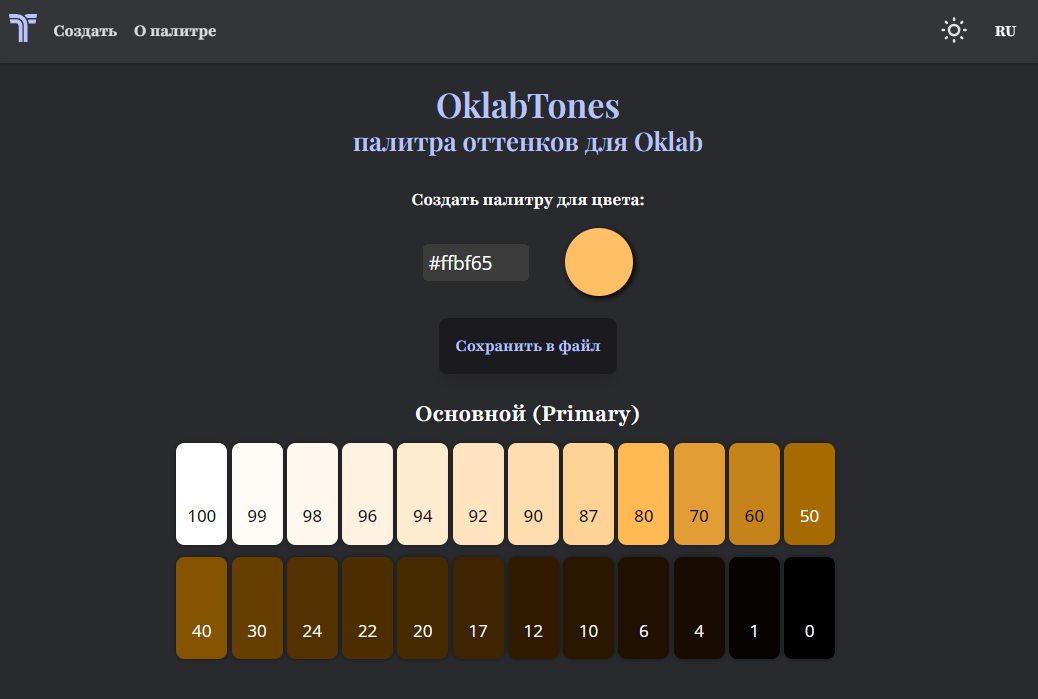 Создать О палитре RU
OklabTones
палитра оттенков для Oklab
Создать палитру для цвета:
#ffbf65
Сохранить в файл
Основной (Primary)
100 99 98 96 94 92 90 87 80 70 60 50
40 30 24 22 20 17 12 10 6 4 1 0